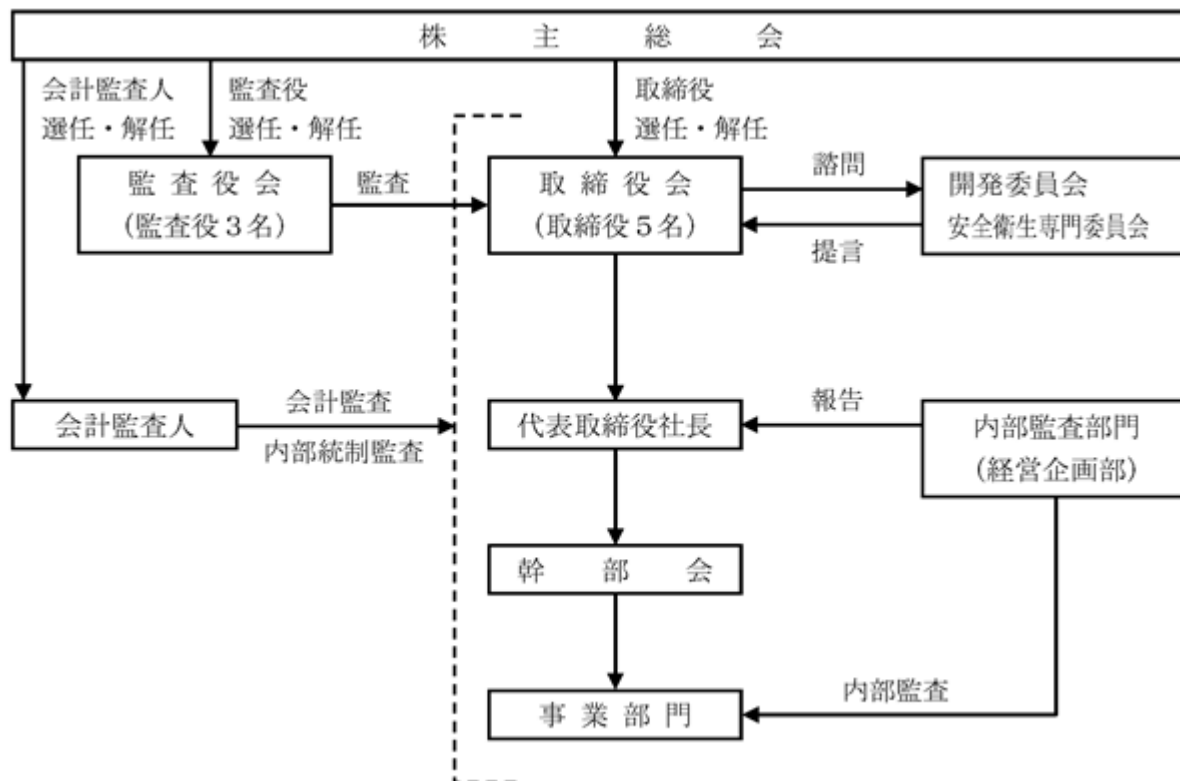 株主総会
会計監査人
選任・解任
監査役
選任・解任
取締役
選任・解任
監査役会
(監査役3名)
監査
取締役会
(取締役5名)
諮問
提言
開発委員会
安全衛生専門委員会
会計監査人
会計監査
内部統制監査
代表取締役社長
報告
内部監査部門
(経営企画部)
幹部会
事業部門
内部監査